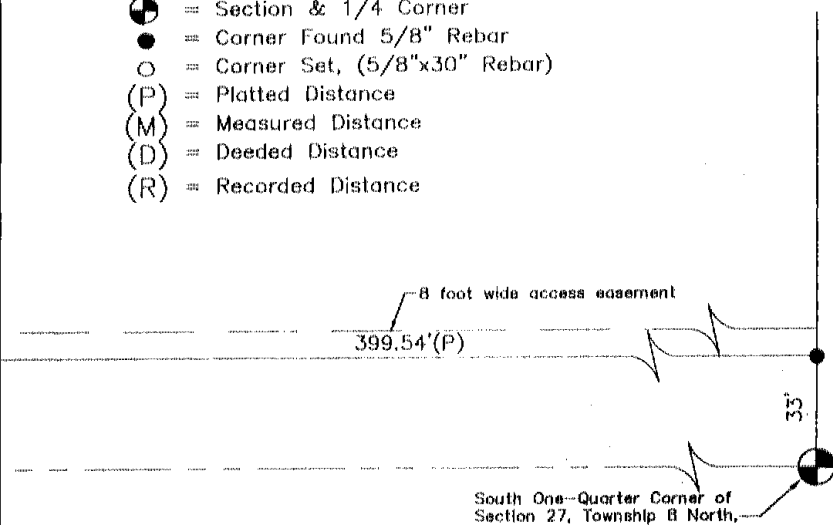 = Section & 1/4 Corner
= Corner Found 5/8" Rebar
= Corner Set, (5/8"x30" Rebar)
(P) = Platted Distance
(M) = Measured Distance
(D) = Deeded Distance
(R) = Recorded Distance
8 foot wide access easement
399.54'(P)
33'
South One-Quarter Corner of
Section 27, Township 8 North,